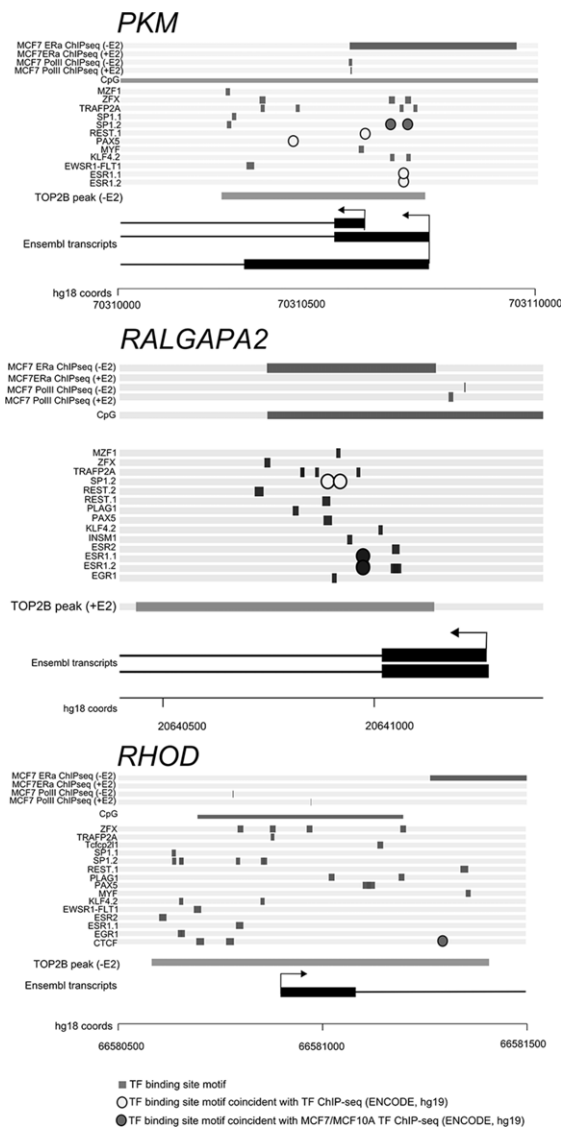 PKM
MCF7 ERa ChIPseq (-E2)
MCF7ERa ChIPseq (+E2)
MCF7 PolII ChIPseq (-E2)
MCF7 PolII ChIPseq (+E2)
CpG
MZF1
ZFX
TRAFP2A
SP1.1
SP1.2
REST.1
PAX5
MYF
KLF4.2
EWSR1-FLT1
ESR1.1
ESR1.2
TOP2B peak (-E2)
Ensembl transcripts
hg18 coords
70310000 70310500 703110000
RALGAPA2
MCF7 ERa ChIPseq (-E2)
MCF7ERa ChIPseq (+E2)
MCF7 PolII ChIPseq (-E2)
MCF7 PolII ChIPseq (+E2)
CpG
MZF1
ZFX
TRAFP2A
SP1.2
REST.2
REST.1
PLAG1
PAX5
KLF4.2
INSM1
ESR2
ESR1.1
ESR1.2
EGR1
TOP2B peak (+E2)
Ensembl transcripts
hg18 coords
20640500 20641000
RHOD
MCF7 ERa ChIPseq (-E2)
MCF7ERa ChIPseq (+E2)
MCF7 PolII ChIPseq (-E2)
MCF7 PolII ChIPseq (+E2)
CpG
ZFX
TRAFP2A
Tcfcp2l1
SP1.1
SP1.2
REST.1
PLAG1
PAX5
MYF
KLF4.2
EWSR1-FLT1
ESR2
ESR1.1
EGR1
CTCF
TOP2B peak (-E2)
Ensembl transcripts
hg18 coords
66580500 66581000 66581500
TF binding site motif
TF binding site motif coincident with TF ChIP-seq (ENCODE, hg19)
TF binding site motif coincident with MCF7/MCF10A TF ChIP-seq (ENCODE, hg19)